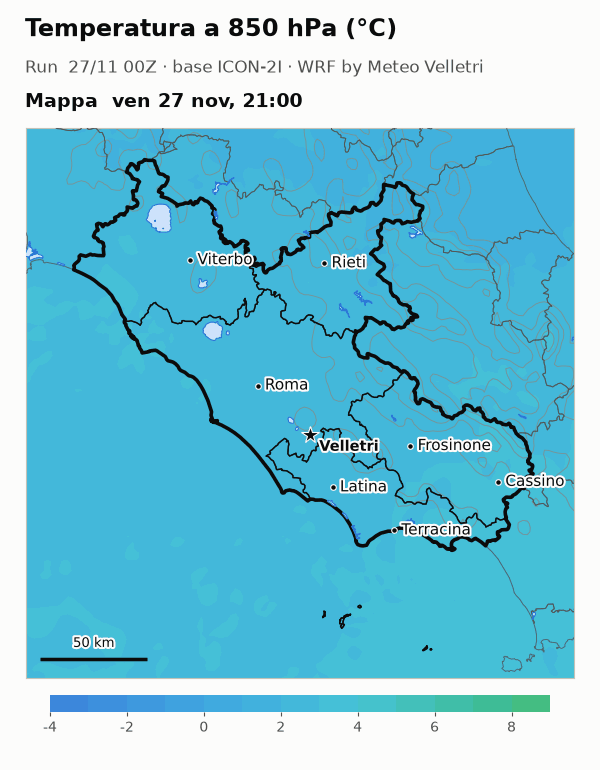 Temperatura a 850 hPa (°C)
Run  27/11 00Z · base ICON-2I · WRF by Meteo Velletri
Mappa  ven 27 nov, 21:00
Viterbo
Rieti
Roma
Velletri
Frosinone
Cassino
Latina
Terracina
50 km
-4 -2 0 2 4 6 8